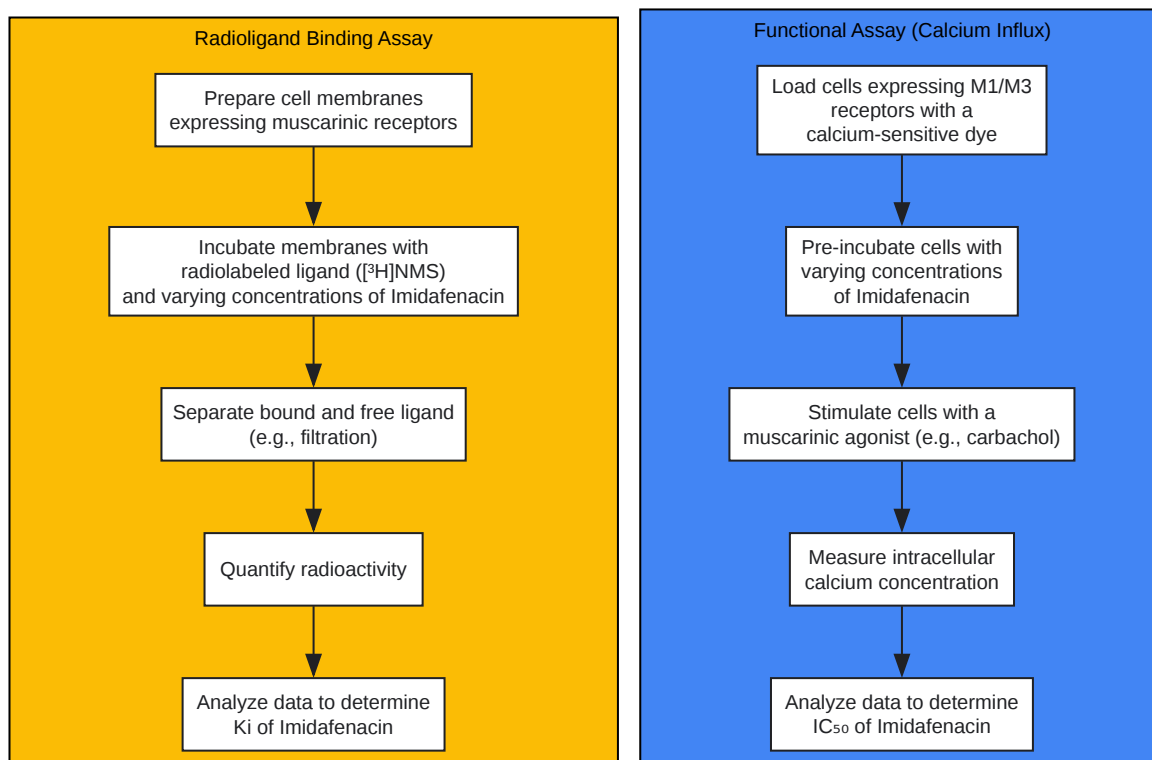 Radioligand Binding Assay
Prepare cell membranes
expressing muscarinic receptors
Incubate membranes with
radiolabeled ligand ([³H]NMS)
and varying concentrations of Imidafenacin
Separate bound and free ligand
(e.g., filtration)
Quantify radioactivity
Analyze data to determine
Ki of Imidafenacin
Functional Assay (Calcium Influx)
Load cells expressing M1/M3
receptors with a
calcium-sensitive dye
Pre-incubate cells with
varying concentrations
of Imidafenacin
Stimulate cells with a
muscarinic agonist (e.g., carbachol)
Measure intracellular
calcium concentration
Analyze data to determine
IC₅₀ of Imidafenacin